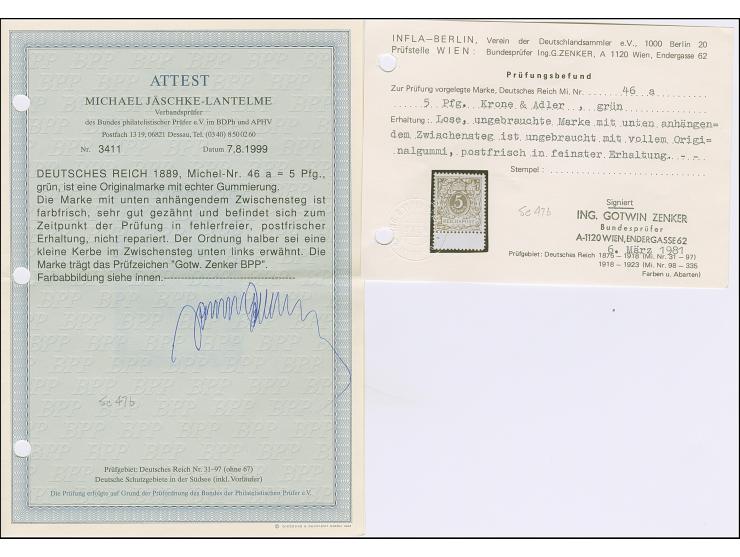 ATTEST
MICHAEL JÄSCHKE-LANTELME
Verbandsprüfer
des Bundes philatelistischer Prüfer e.V. im BDPh und APHV
Postfach 13 19, 06821 Dessau, Tel. (03 40) 8 50 02 60
Nr. 3411 Datum 7.8.1999
DEUTSCHES REICH 1889, Michel-Nr. 46 a = 5 Pfg.,
grün, ist eine Originalmarke mit echter Gummierung.
Die Marke mit unten anhängendem Zwischensteg ist
farbfrisch, sehr gut gezähnt und befindet sich zum
Zeitpunkt der Prüfung in fehlerfreier, postfrischer
Erhaltung, nicht repariert. Der Ordnung halber sei eine
kleine Kerbe im Zwischensteg unten links erwähnt. Die
Marke trägt das Prüfzeichen "Gotw. Zenker BPP".
Farbabbildung siehe innen.
Sc 47b
Prüfgebiet: Deutsches Reich Nr. 31-97 (ohne 67)
Deutsche Schutzgebiete in der Südsee (inkl. Vorläufer)
Die Prüfung erfolgte auf Grund der Prüfordnung des Bundes der Philatelistischen Prüfer e.V.
INFLA-BERLIN, Verein der Deutschlandsammler e.V., 1000 Berlin 20
Prüfstelle WIEN: Bundesprüfer Ing.G.ZENKER, A 1120 Wien, Endergasse 62
Prüfungsbefund
Zur Prüfung vorgelegte Marke, Deutsches Reich Mi. Nr. 46 a
5 Pfg. Krone & Adler, grün
Erhaltung: Lose, ungebrauchte Marke mit unten anhängen=
dem Zwischensteg ist ungebraucht mit vollem Origi=
nalgummi, postfrisch in feinster Erhaltung.-.-
Stempel:
5
REICHSPOST
Sc 47b
Signiert
ING. GOTWIN ZENKER
Bundesprüfer
A-1120 WIEN, ENDERGASSE 62
6. März 1981
Prüfgebiet: Deutsches Reich 1875 - 1918 (Mi. Nr. 31 - 97)
1918 - 1923 (Mi. Nr. 98 - 335
Farben u. Abarten)